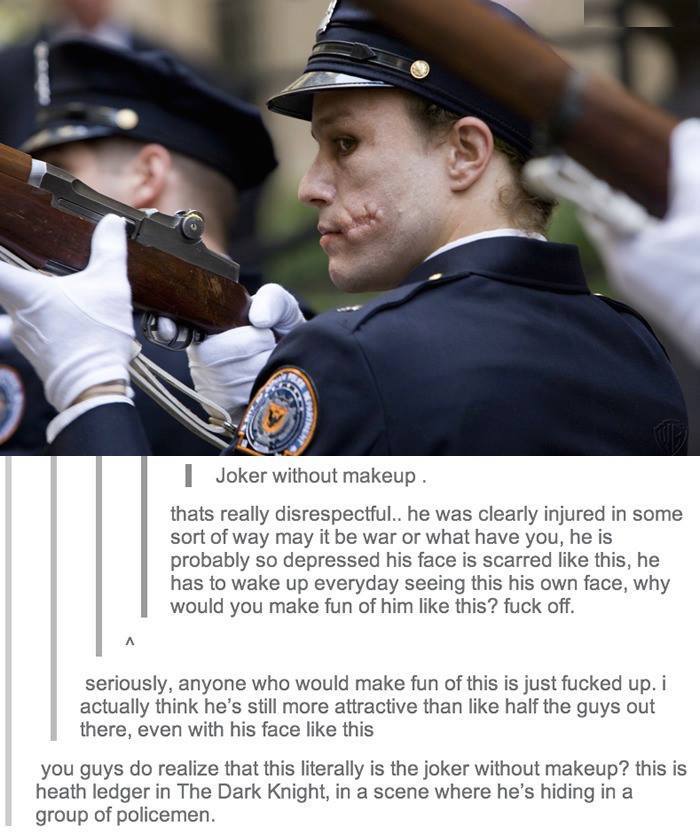 Joker without makeup .
thats really disrespectful.. he was clearly injured in some
sort of way may it be war or what have you, he is
probably so depressed his face is scarred like this, he
has to wake up everyday seeing this his own face, why
would you make fun of him like this? fuck off.
^
seriously, anyone who would make fun of this is just fucked up. i
actually think he's still more attractive than like half the guys out
there, even with his face like this
you guys do realize that this literally is the joker without makeup? this is
heath ledger in The Dark Knight, in a scene where he's hiding in a
group of policemen.